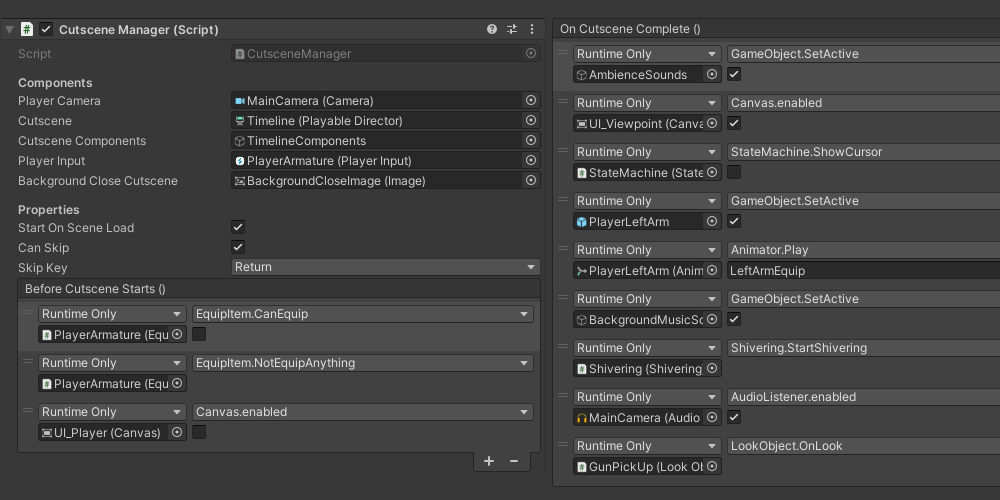 Cutscene Manager (Script)
Script CutsceneManager
Components
Player Camera MainCamera (Camera)
Cutscene Timeline (Playable Director)
Cutscene Components TimelineComponents
Player Input PlayerArmature (Player Input)
Background Close Cutscene BackgroundCloseImage (Image)
Properties
Start On Scene Load
Can Skip
Skip Key Return
Before Cutscene Starts ()
Runtime Only EquipItem.CanEquip
PlayerArmature (Equ
Runtime Only EquipItem.NotEquipAnything
PlayerArmature (Equ
Runtime Only Canvas.enabled
UI_Player (Canvas)
+ −
On Cutscene Complete ()
Runtime Only GameObject.SetActive
AmbienceSounds
Runtime Only Canvas.enabled
UI_Viewpoint (Canva
Runtime Only StateMachine.ShowCursor
StateMachine (State
Runtime Only GameObject.SetActive
PlayerLeftArm
Runtime Only Animator.Play
PlayerLeftArm (Anim LeftArmEquip
Runtime Only GameObject.SetActive
BackgroundMusicSo
Runtime Only Shivering.StartShivering
Shivering (Shivering
Runtime Only AudioListener.enabled
MainCamera (Audio
Runtime Only LookObject.OnLook
GunPickUp (Look Ob